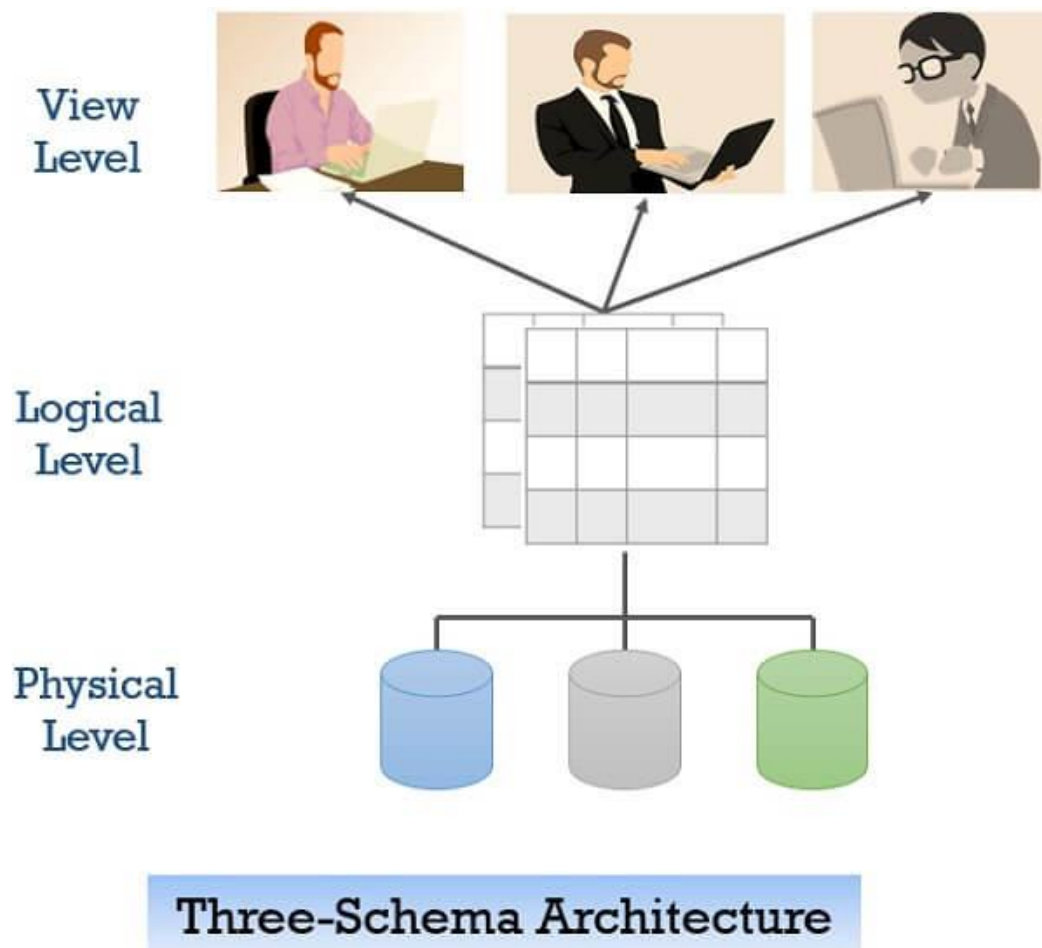 View
Level
Logical
Level
Physical
Level
Three-Schema Architecture